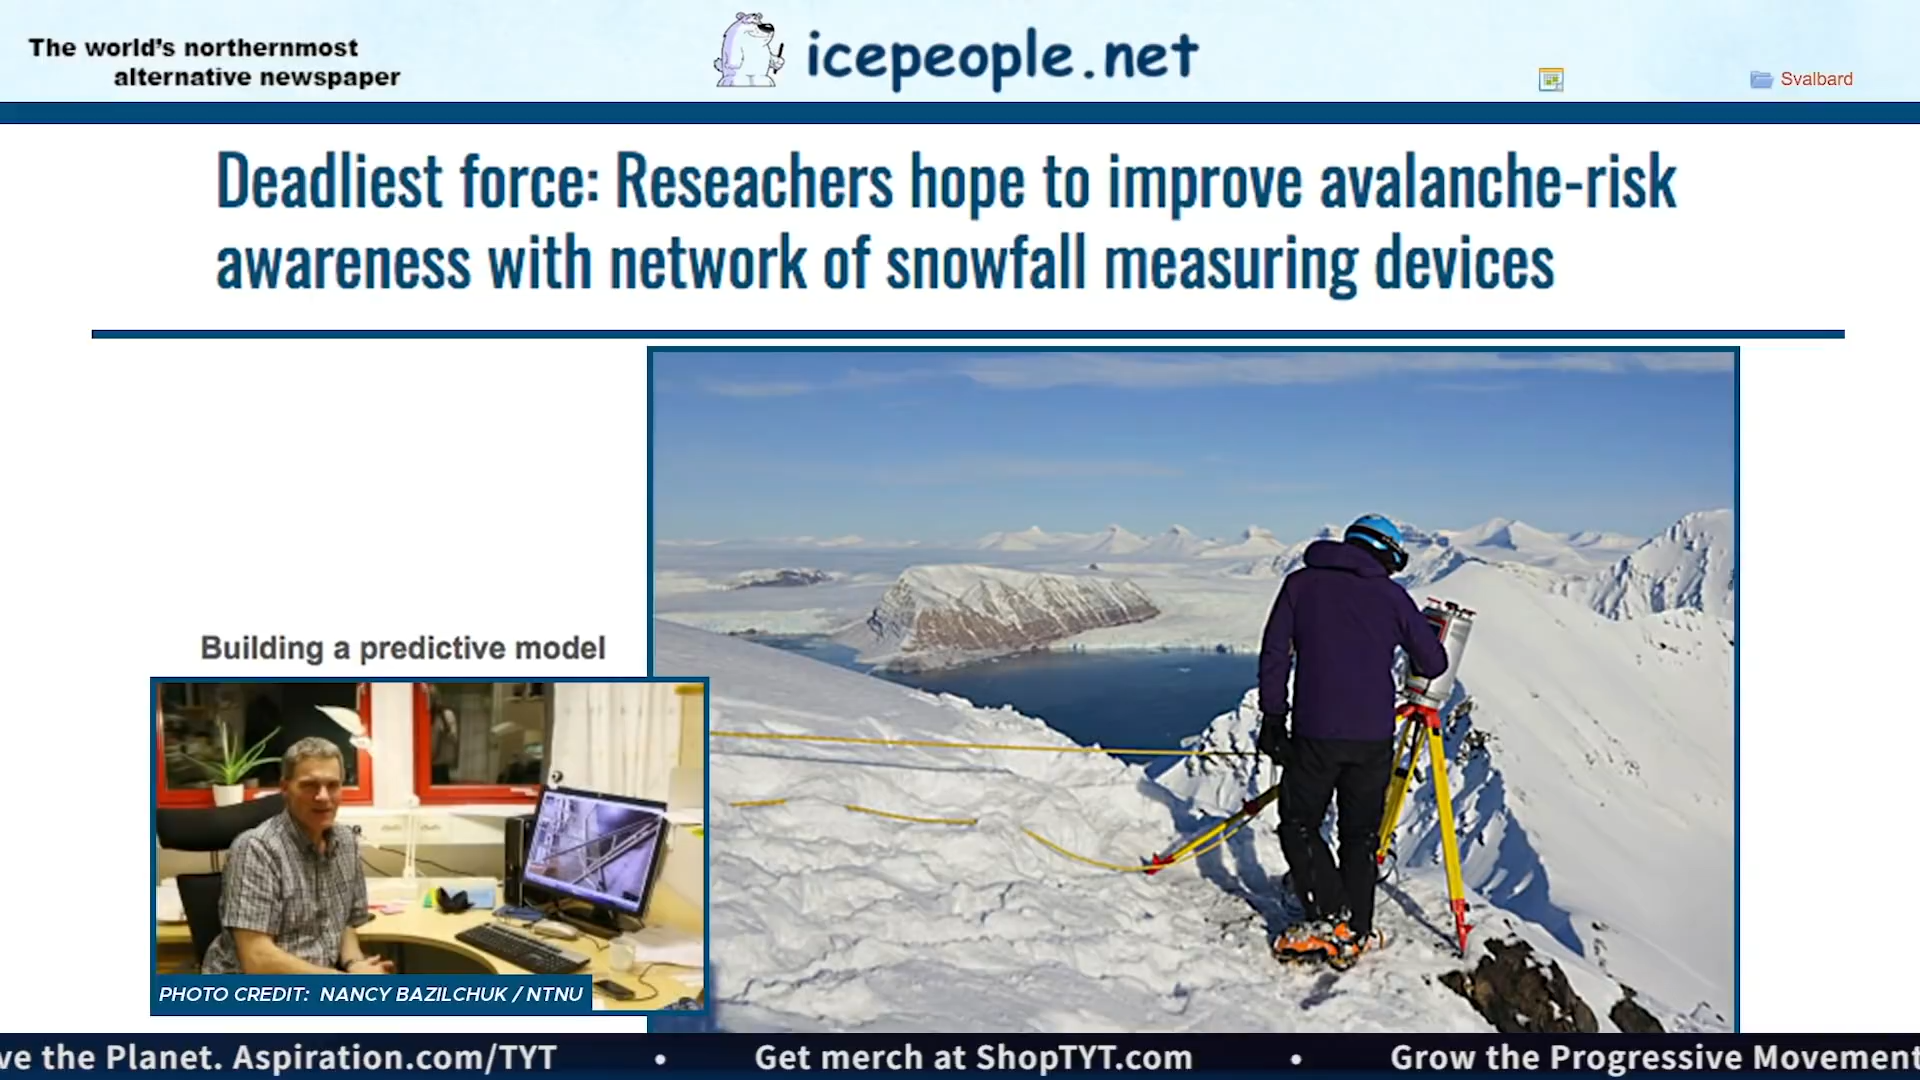 The world's northernmost
alternative newspaper
icepeople.net
Svalbard
Deadliest force: Reseachers hope to improve avalanche-risk
awareness with network of snowfall measuring devices
Building a predictive model
PHOTO CREDIT: NANCY BAZILCHUK / NTNU
ve the Planet. Aspiration.com/TYT • Get merch at ShopTYT.com • Grow the Progressive Movement